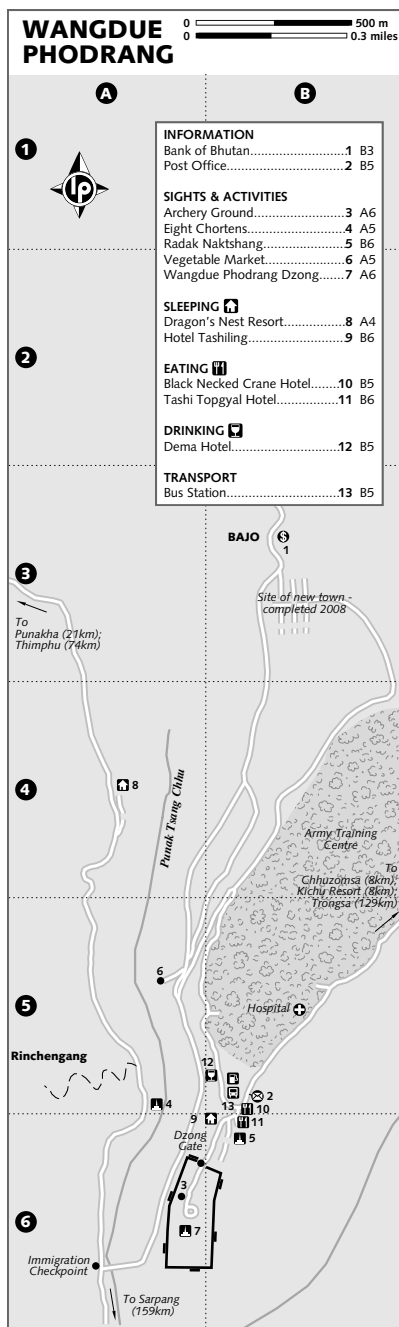 WANGDUE
PHODRANG
0 500 m
0 0.3 miles
A B
1
lp
INFORMATION
Bank of Bhutan....................1 B3
Post Office............................2 B5
SIGHTS & ACTIVITIES
Archery Ground....................3 A6
Eight Chortens.......................4 A5
Radak Naktshang..................5 B6
Vegetable Market..................6 A5
Wangdue Phodrang Dzong....7 A6
SLEEPING
Dragon's Nest Resort.............8 A4
Hotel Tashiling......................9 B6
EATING
Black Necked Crane Hotel......10 B5
Tashi Topgyal Hotel................11 B6
DRINKING
Dema Hotel..........................12 B5
TRANSPORT
Bus Station............................13 B5
2
BAJO
$
1
3
Site of new town -
completed 2008
To
Punakha (21km);
Thimphu (74km)
4
8
Punak Tsang Chhu
Army Training
Centre
To
Chhuzomsa (8km);
Kichu Resort (8km);
Trongsa (129km)
6
5
Hospital
Rinchengang
12
2
4
13
10
9
11
Dzong
Gate
5
3
6
7
Immigration
Checkpoint
To Sarpang
(159km)